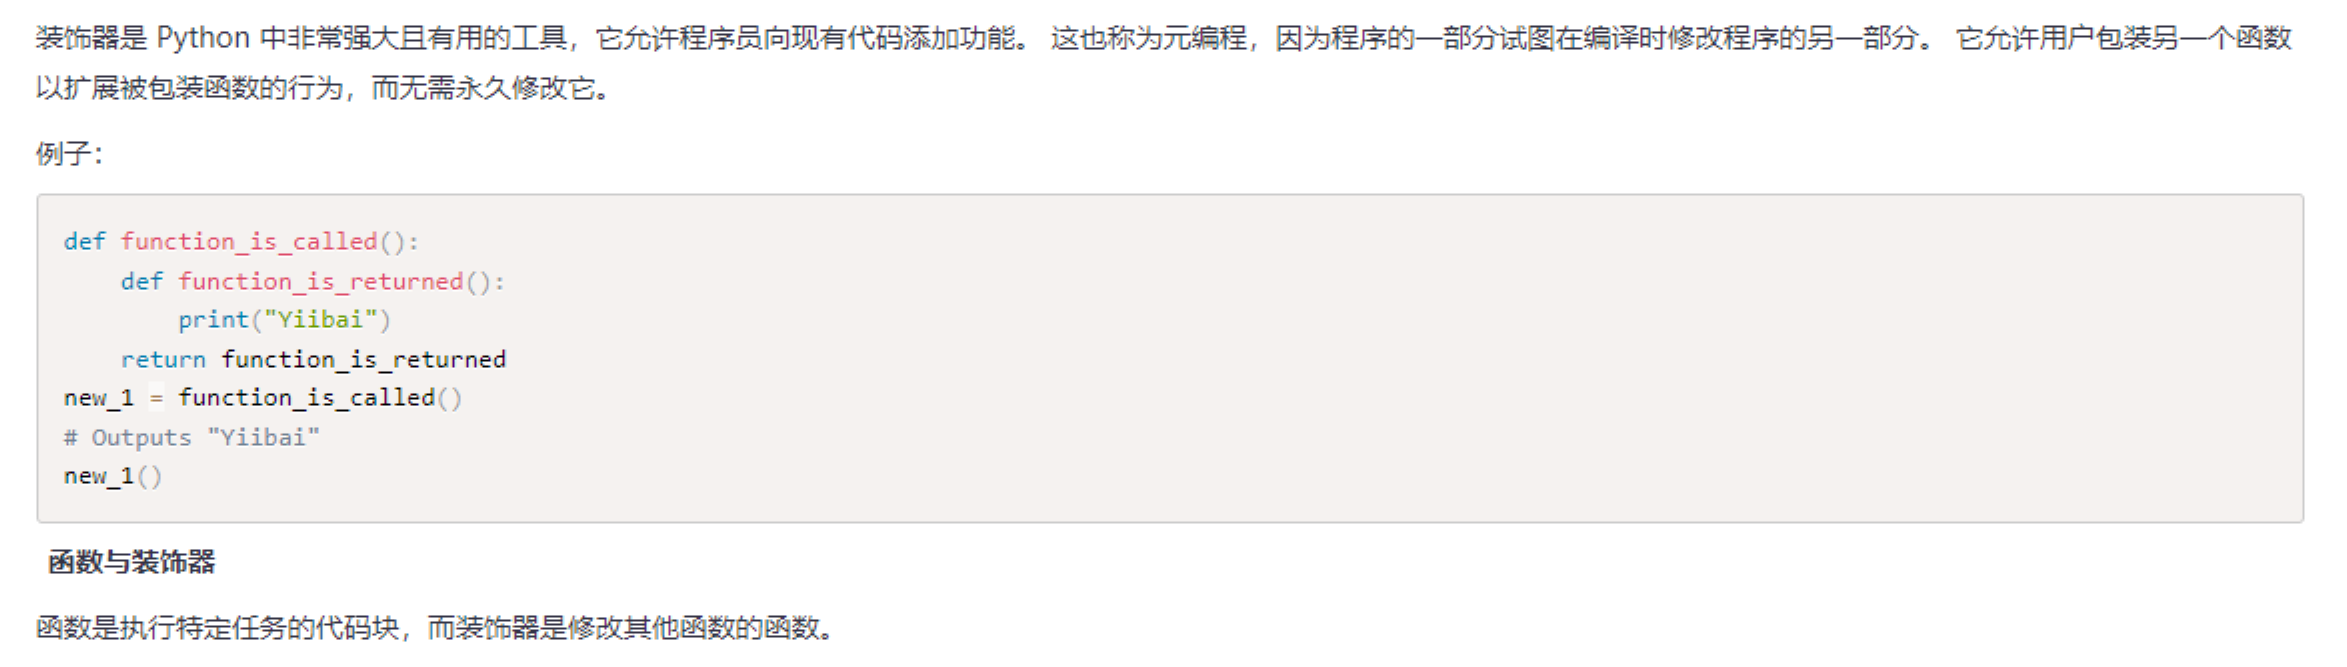 装饰器是 Python 中非常强大且有用的工具，它允许程序员向现有代码添加功能。 这也称为元编程，因为程序的一部分试图在编译时修改程序的另一部分。 它允许用户包装另一个函数
以扩展被包装函数的行为，而无需永久修改它。
例子：
def function_is_called():
    def function_is_returned():
        print("Yiibai")
    return function_is_returned
new_1 = function_is_called()
# Outputs "Yiibai"
new_1()
函数与装饰器
函数是执行特定任务的代码块，而装饰器是修改其他函数的函数。